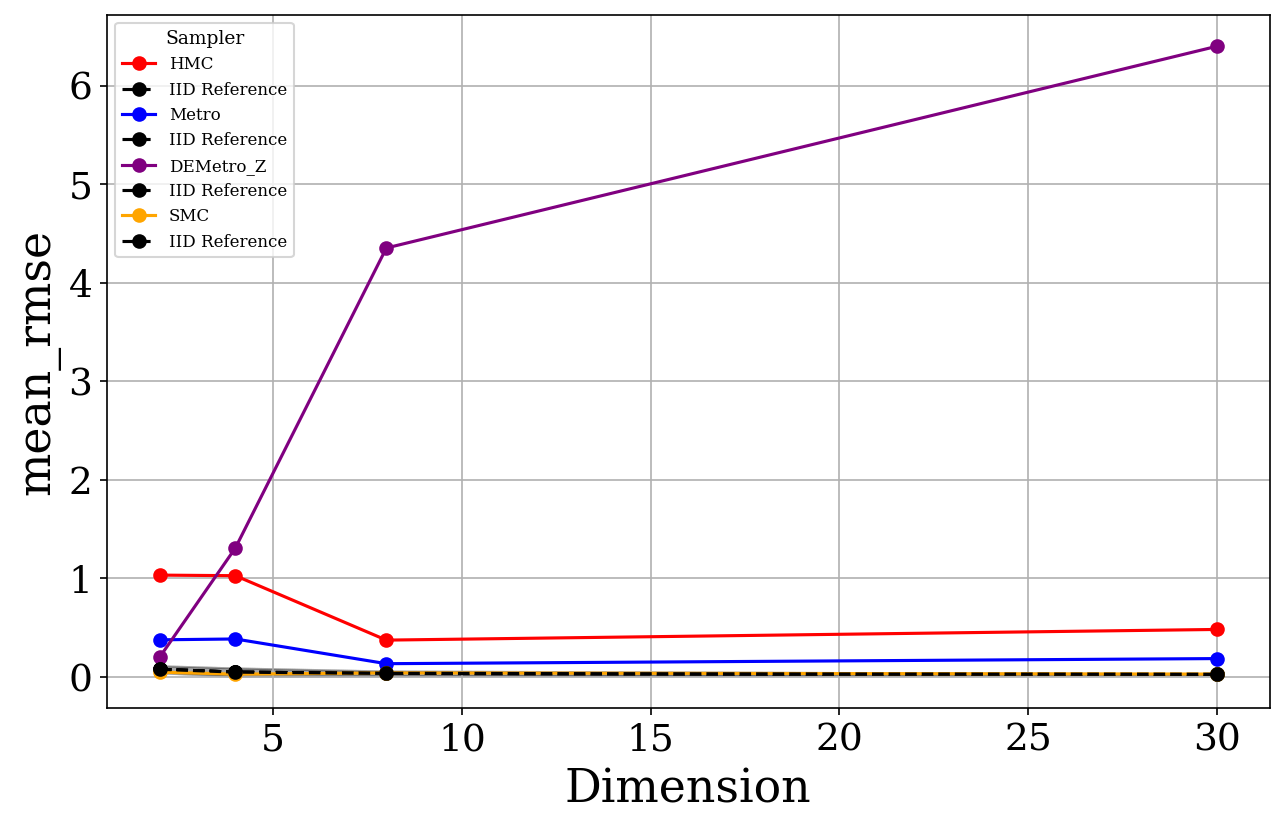 Sampler
HMC
IID Reference
Metro
IID Reference
DEMetro_Z
IID Reference
SMC
IID Reference
mean_rmse
6
5
4
3
2
1
0
5 10 15 20 25 30
Dimension